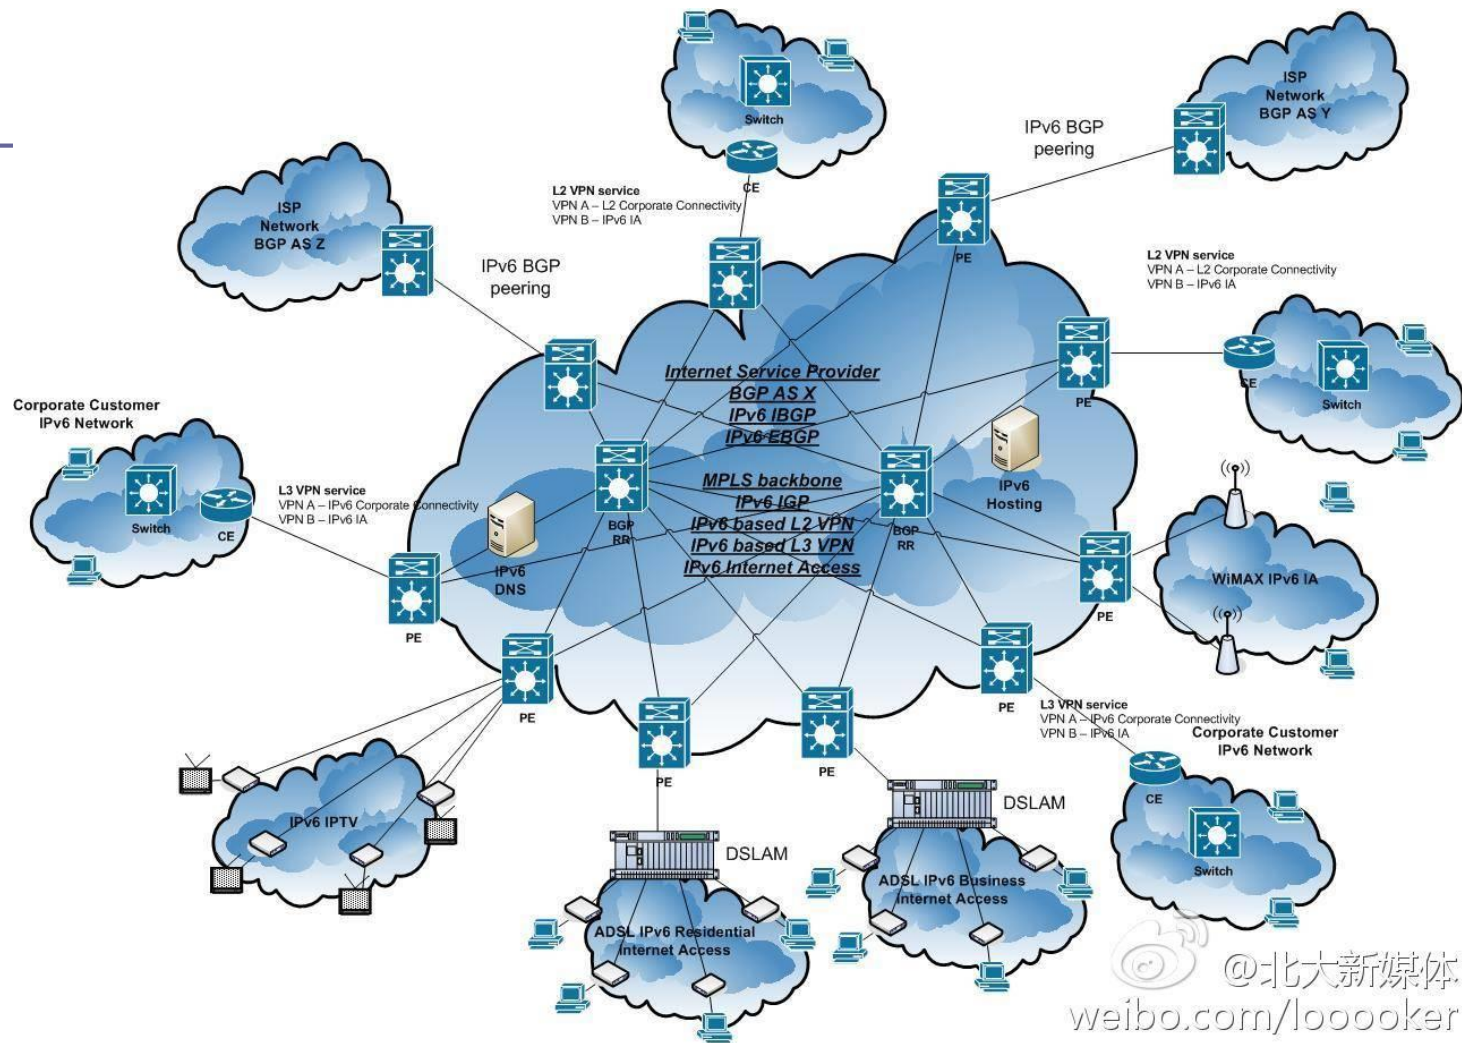 Switch
CE
ISP
Network
BGP AS Y
IPv6 BGP
peering
PE
ISP
Network
BGP AS Z
IPv6 BGP
peering
L2 VPN service
VPN A – L2 Corporate Connectivity
VPN B – IPv6 IA
L2 VPN service
VPN A – L2 Corporate Connectivity
VPN B – IPv6 IA
CE
Switch
PE
Internet Service Provider
BGP AS X
IPv6 IBGP
IPv6 EBGP
MPLS backbone
IPv6 IGP
IPv6 based L2 VPN
IPv6 based L3 VPN
IPv6 Internet Access
Corporate Customer
IPv6 Network
Switch
CE
L3 VPN service
VPN A – IPv6 Corporate Connectivity
VPN B – IPv6 IA
PE
IPv6
DNS
BGP
RR
BGP
RR
IPv6
Hosting
WiMAX IPv6 IA
PE
PE
PE
PE
PE
L3 VPN service
VPN A – IPv6 Corporate Connectivity
VPN B – IPv6 IA
Corporate Customer
IPv6 Network
CE
Switch
IPv6 IPTV
DSLAM
ADSL IPv6 Residential
Internet Access
DSLAM
ADSL IPv6 Business
Internet Access
@北大新媒体
weibo.com/looooker